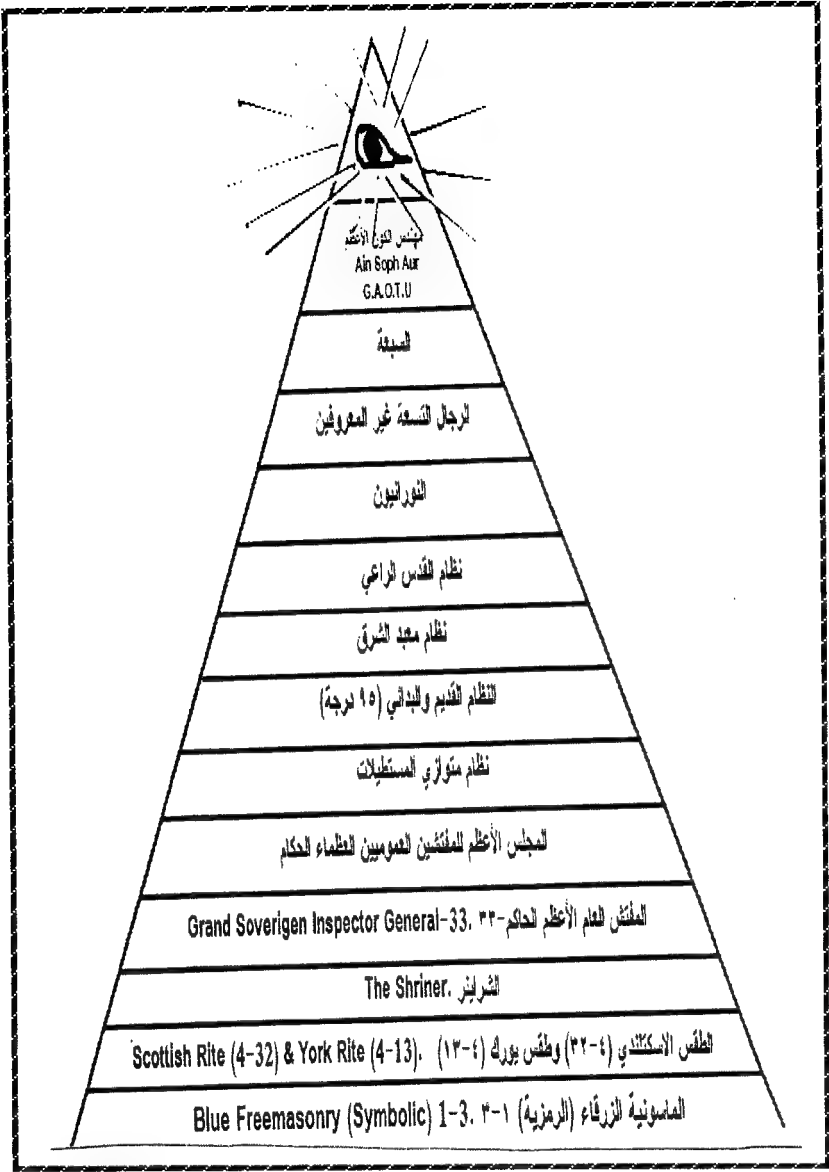 مهندس الكون الأعظم
Ain Soph Aur
G.A.O.T.U
السبعة
الرجال التسعة غير المعروفين
النورانيون
نظام القدس الراعي
نظام معبد الشرق
النظام القديم والبدائي (٩٥ درجة)
نظام متوازي المستطيلات
المجلس الأعظم للمفتشين العموميين العظماء الحكام
المفتش العام الأعظم الحاكم-٣٣ .Grand Soverigen Inspector General-33
الشراينر .The Shriner
الطقس الاسكتلندي (٤-٣٢) وطقس يورك (٤-١٣) .Scottish Rite (4-32) & York Rite (4-13)
الماسونية الزرقاء (الرمزية) ١-٣ .Blue Freemasonry (Symbolic) 1-3